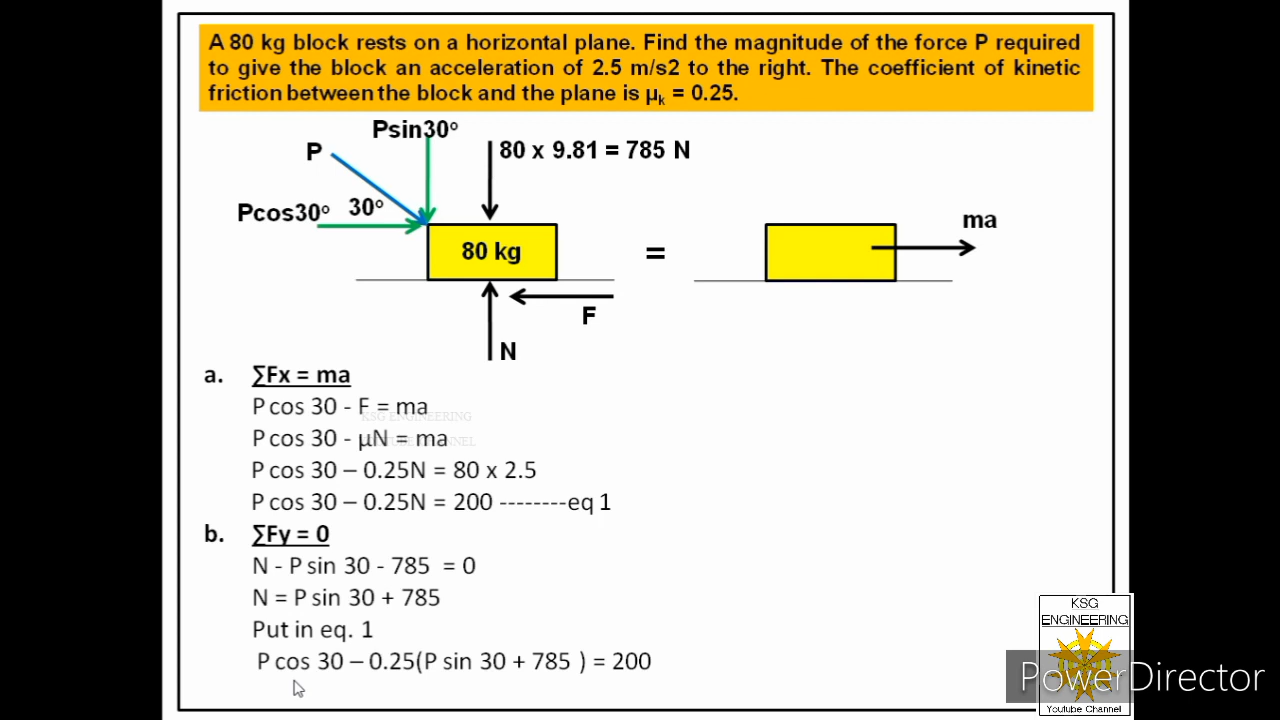 A 80 kg block rests on a horizontal plane. Find the magnitude of the force P required
to give the block an acceleration of 2.5 m/s2 to the right. The coefficient of kinetic
friction between the block and the plane is μk = 0.25.
Psin30°
P
80 x 9.81 = 785 N
Pcos30°
30°
80 kg
=
ma
F
N
a. ∑Fx = ma
P cos 30 - F = ma
KSG ENGINEERING
P cos 30 - μN = ma
P cos 30 – 0.25N = 80 x 2.5
P cos 30 – 0.25N = 200 --------eq 1
b. ∑Fy = 0
N - P sin 30 - 785 = 0
N = P sin 30 + 785
Put in eq. 1
P cos 30 – 0.25(P sin 30 + 785 ) = 200
KSG
ENGINEERING
PowerDirector
Youtube Channel